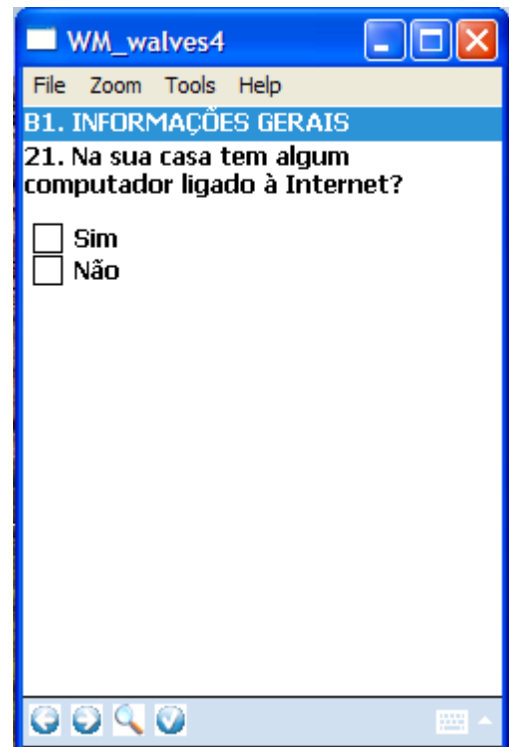 WM_walves4
File Zoom Tools Help
B1. INFORMAÇÕES GERAIS
21. Na sua casa tem algum
computador ligado à Internet?
Sim
Não